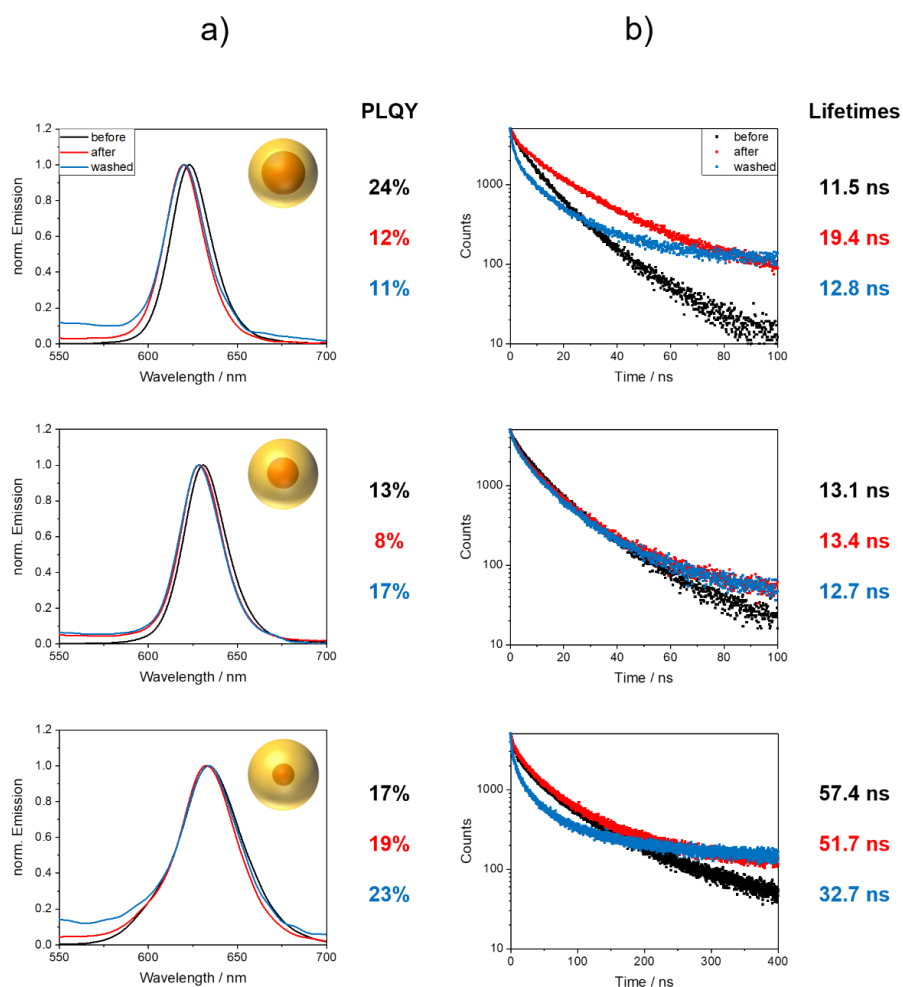 a)
b)
PLQY
Lifetimes
1.2
1.0
0.8
0.6
0.4
0.2
0.0
norm. Emission
before
after
washed
550
600
650
700
Wavelength / nm
24%
12%
11%
1000
100
10
Counts
before
after
washed
0
20
40
60
80
100
Time / ns
11.5 ns
19.4 ns
12.8 ns
1.2
1.0
0.8
0.6
0.4
0.2
0.0
norm. Emission
550
600
650
700
Wavelength / nm
13%
8%
17%
1000
100
10
Counts
0
20
40
60
80
100
Time / ns
13.1 ns
13.4 ns
12.7 ns
1.2
1.0
0.8
0.6
0.4
0.2
0.0
norm. Emission
550
600
650
700
Wavelength / nm
17%
19%
23%
1000
100
10
Counts
0
100
200
300
400
Time / ns
57.4 ns
51.7 ns
32.7 ns